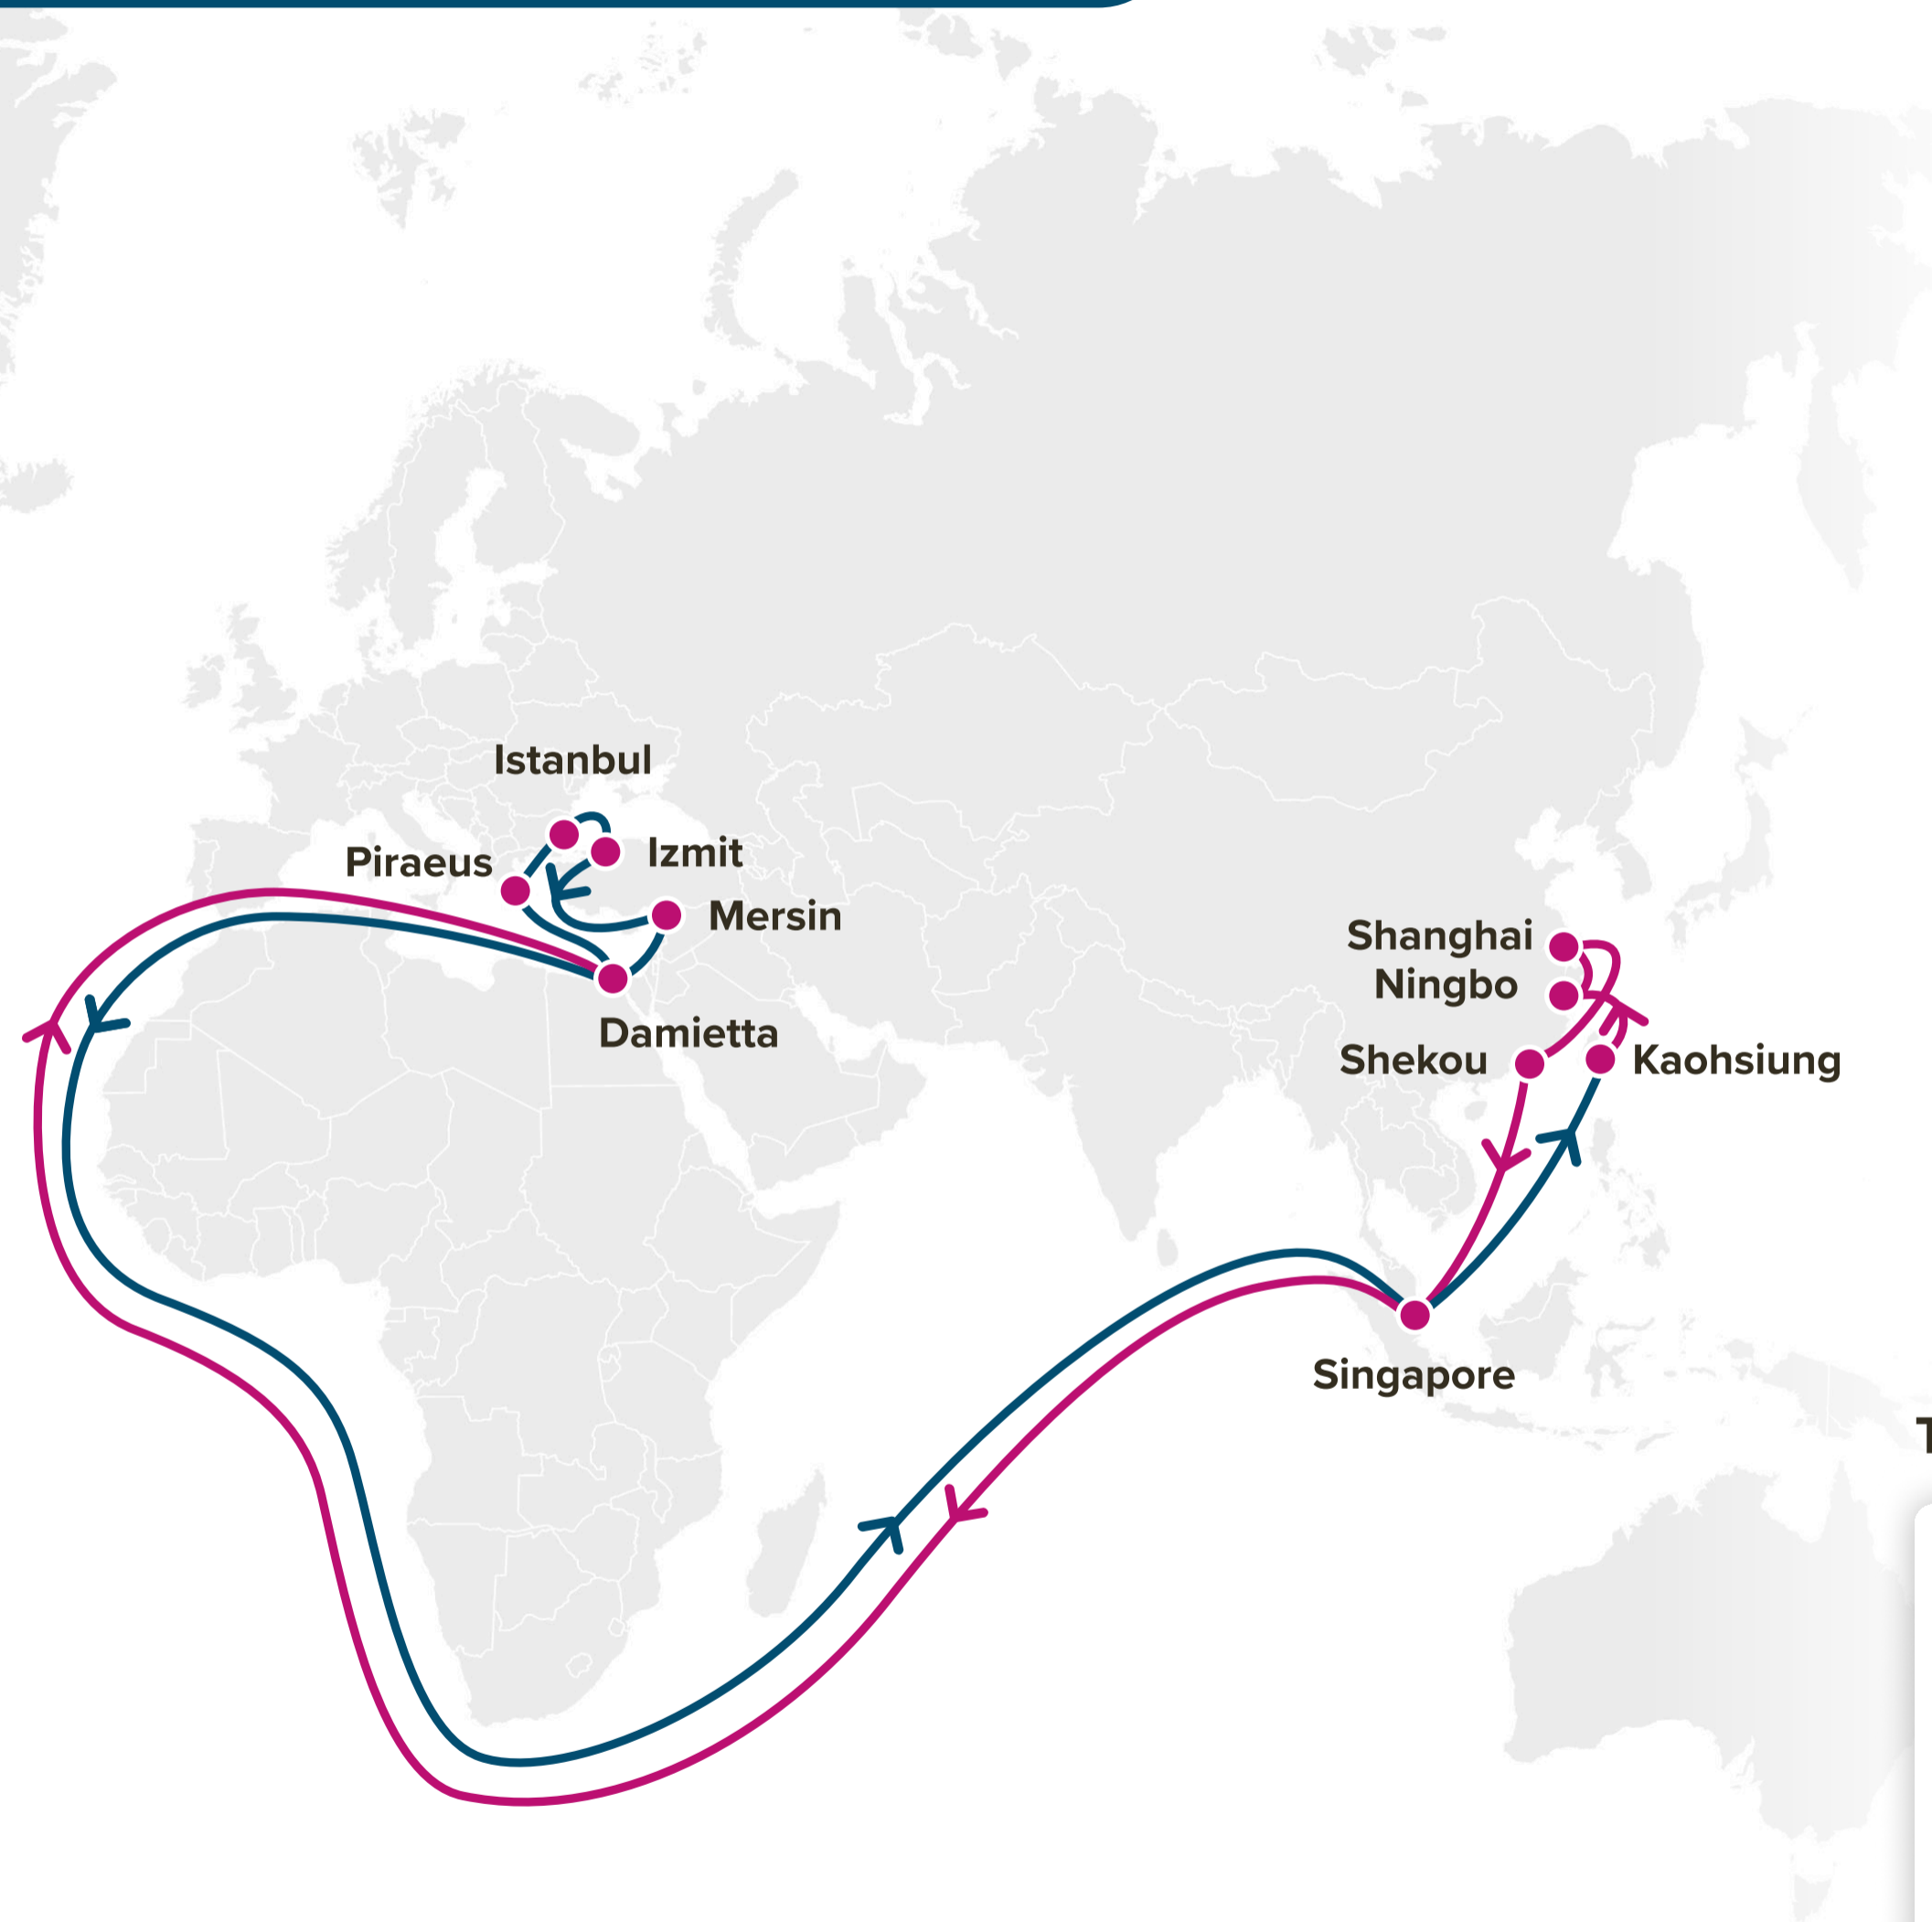 Istanbul
Izmit
Piraeus
Mersin
Damietta
Shanghai
Ningbo
Shekou
Kaohsiung
Singapore
T